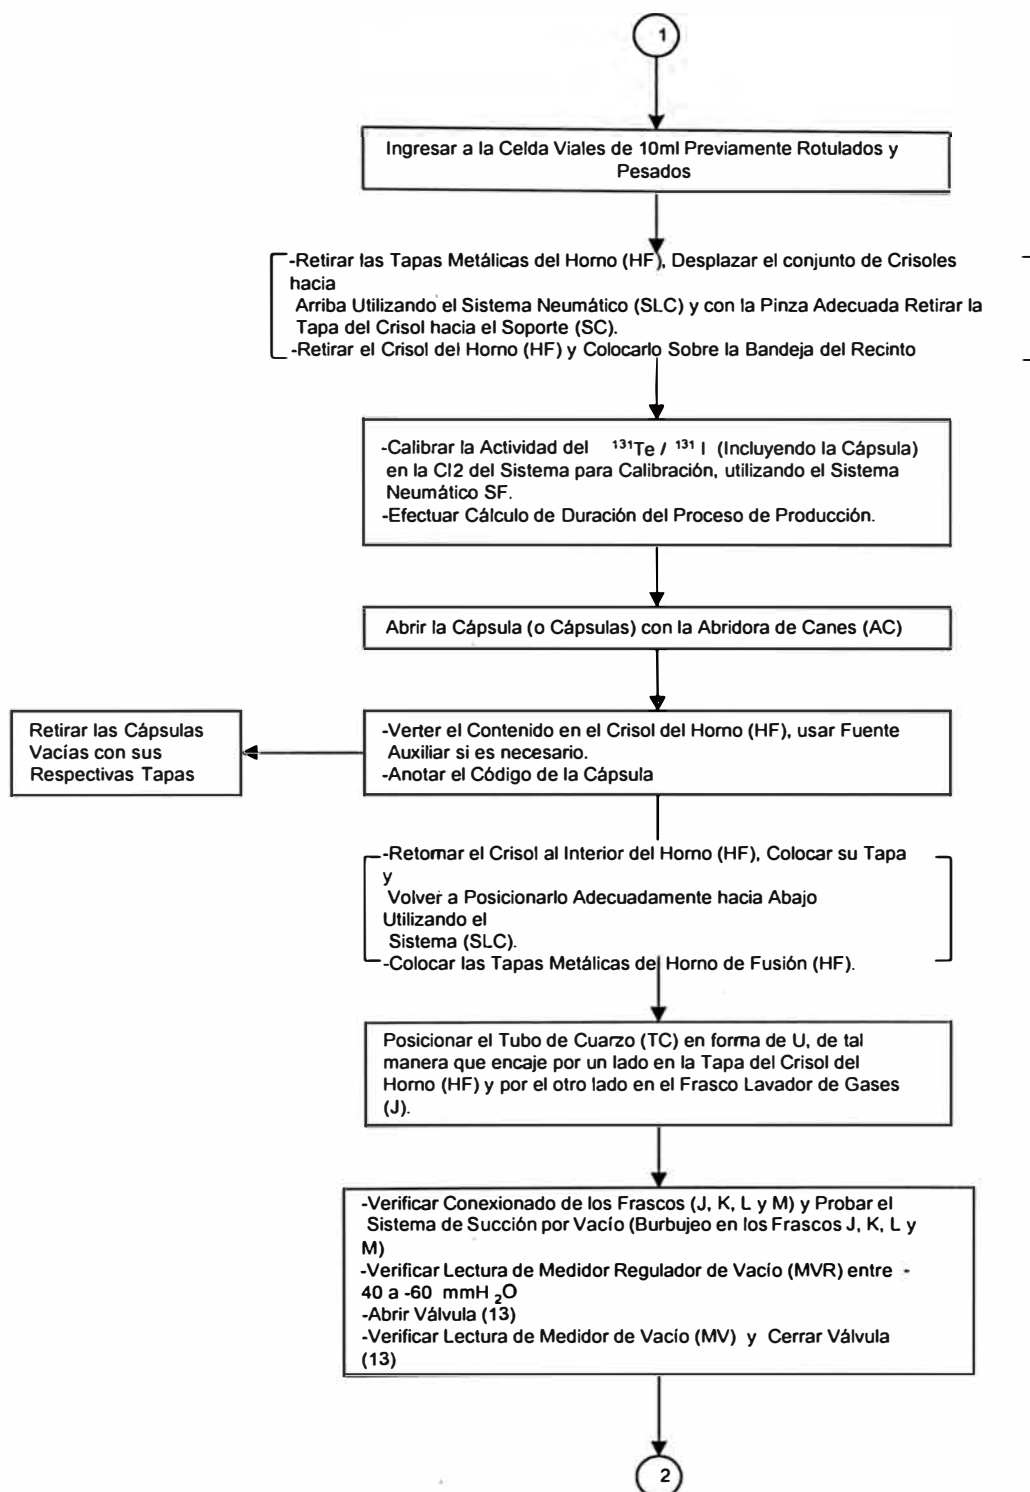 1
Ingresar a la Celda Viales de 10ml Previamente Rotulados y
Pesados
-Retirar las Tapas Metálicas del Horno (HF), Desplazar el conjunto de Crisoles
hacia
Arriba Utilizando el Sistema Neumático (SLC) y con la Pinza Adecuada Retirar la
Tapa del Crisol hacia el Soporte (SC).
-Retirar el Crisol del Horno (HF) y Colocarlo Sobre la Bandeja del Recinto
-Calibrar la Actividad del ¹³¹Te / ¹³¹I (Incluyendo la Cápsula)
en la CI2 del Sistema para Calibración, utilizando el Sistema
Neumático SF.
-Efectuar Cálculo de Duración del Proceso de Producción.
Abrir la Cápsula (o Cápsulas) con la Abridora de Canes (AC)
Retirar las Cápsulas
Vacías con sus
Respectivas Tapas
-Verter el Contenido en el Crisol del Horno (HF), usar Fuente
Auxiliar si es necesario.
-Anotar el Código de la Cápsula
-Retornar el Crisol al Interior del Horno (HF), Colocar su Tapa
y
Volver a Posicionarlo Adecuadamente hacia Abajo
Utilizando el
Sistema (SLC).
-Colocar las Tapas Metálicas del Horno de Fusión (HF).
Posicionar el Tubo de Cuarzo (TC) en forma de U, de tal
manera que encaje por un lado en la Tapa del Crisol del
Horno (HF) y por el otro lado en el Frasco Lavador de Gases
(J).
-Verificar Conexionado de los Frascos (J, K, L y M) y Probar el
Sistema de Succión por Vacío (Burbujeo en los Frascos J, K, L y
M)
-Verificar Lectura de Medidor Regulador de Vacío (MVR) entre -
40 a -60 mmH₂O
-Abrir Válvula (13)
-Verificar Lectura de Medidor de Vacío (MV) y Cerrar Válvula
(13)
2